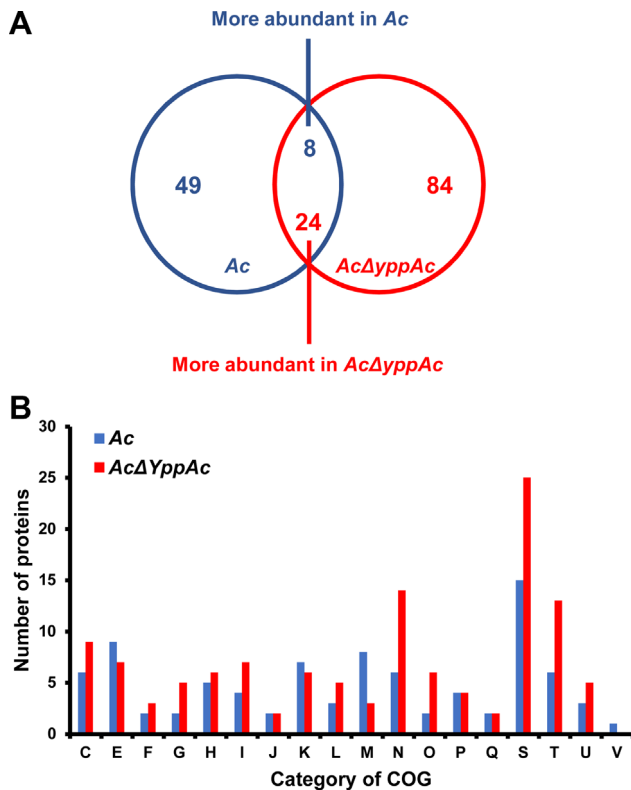 A
More abundant in Ac
8
49
84
24
Ac
AcΔyppAc
More abundant in AcΔyppAc
B
30
25
20
15
10
5
0
Number of proteins
Ac
AcΔYppAc
C E F G H I J K L M N O P Q S T U V
Category of COG